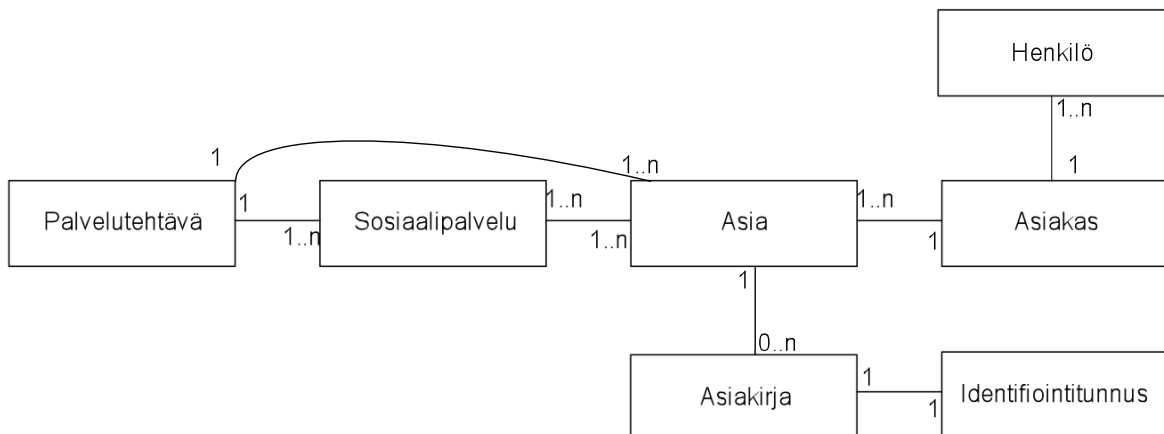 Henkilö
1..n
1
1
1..n
Palvelutehtävä
1
1..n
Sosiaalipalvelu
1..n
1..n
Asia
1..n
1
Asiakas
1
0..n
Asiakirja
1
1
Identifiointitunnus